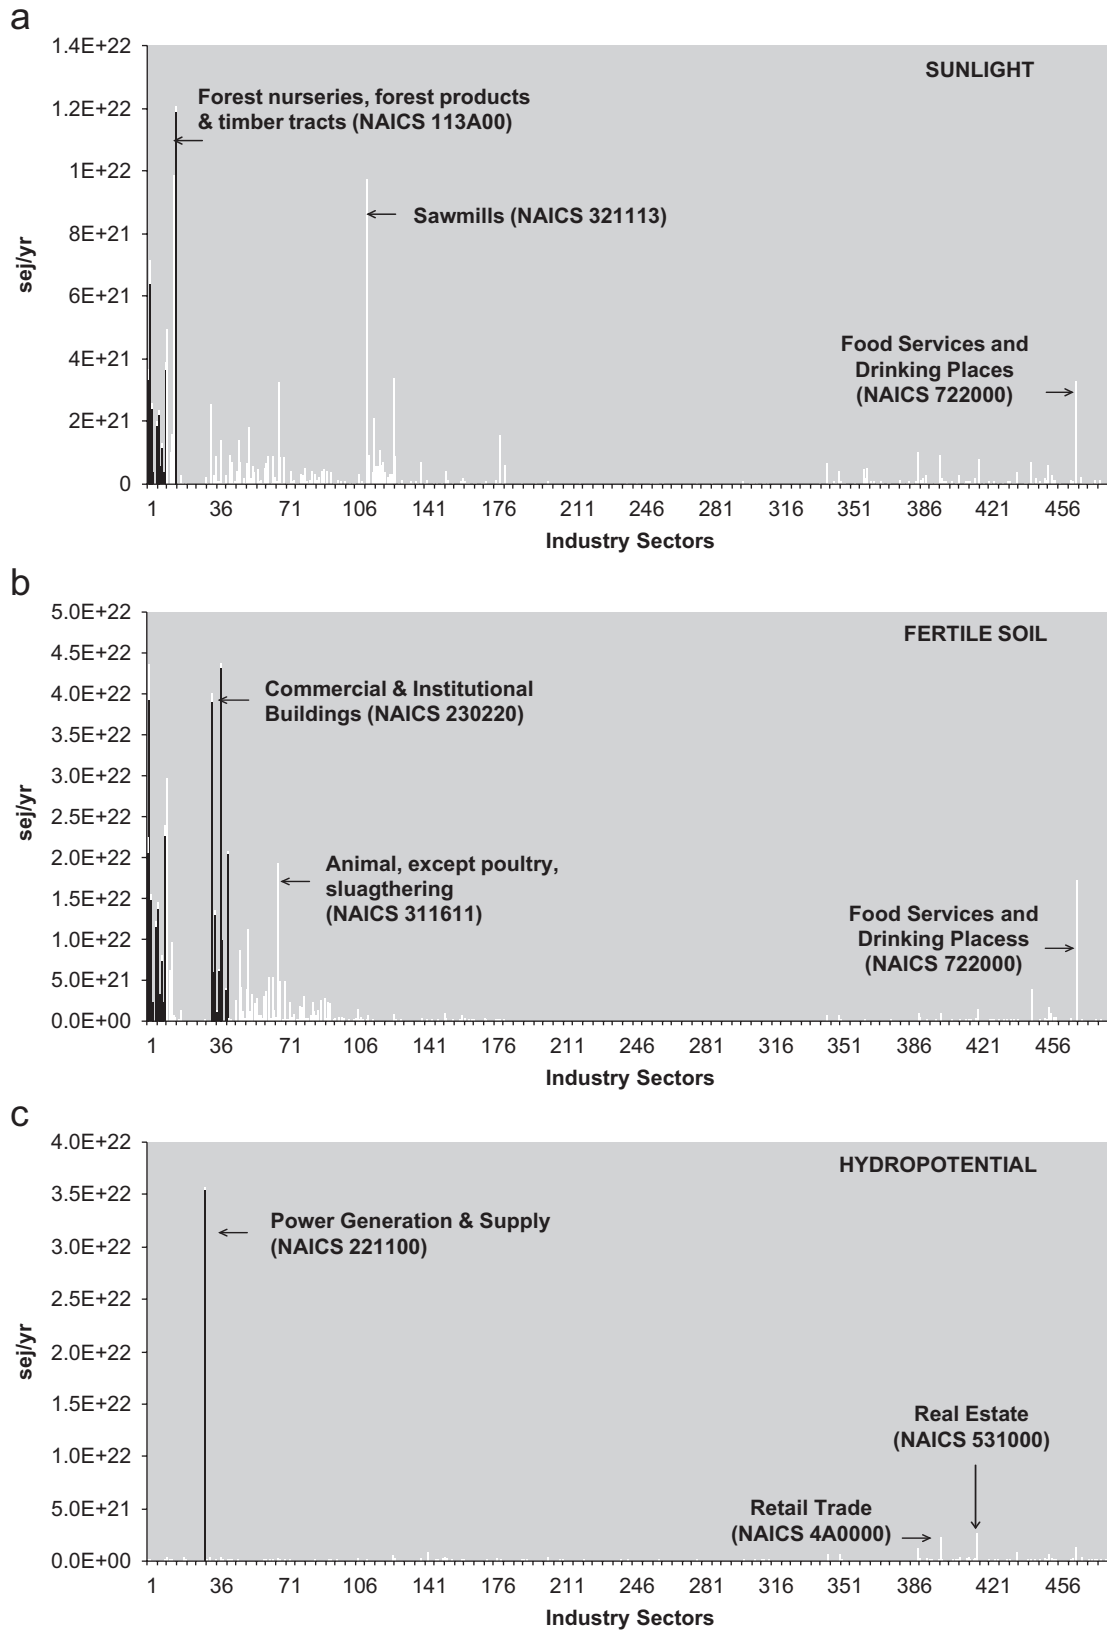 a
1.4E+22
1.2E+22
1E+22
8E+21
6E+21
4E+21
2E+21
0
sej/yr
SUNLIGHT
Forest nurseries, forest products
& timber tracts (NAICS 113A00)
Sawmills (NAICS 321113)
Food Services and
Drinking Places
(NAICS 722000)
1 36 71 106 141 176 211 246 281 316 351 386 421 456
Industry Sectors
b
5.0E+22
4.5E+22
4.0E+22
3.5E+22
3.0E+22
2.5E+22
2.0E+22
1.5E+22
1.0E+22
5.0E+21
0.0E+00
sej/yr
FERTILE SOIL
Commercial & Institutional
Buildings (NAICS 230220)
Animal, except poultry,
sluagthering
(NAICS 311611)
Food Services and
Drinking Placess
(NAICS 722000)
1 36 71 106 141 176 211 246 281 316 351 386 421 456
Industry Sectors
c
4.0E+22
3.5E+22
3.0E+22
2.5E+22
2.0E+22
1.5E+22
1.0E+22
5.0E+21
0.0E+00
sej/yr
HYDROPOTENTIAL
Power Generation & Supply
(NAICS 221100)
Real Estate
(NAICS 531000)
Retail Trade
(NAICS 4A0000)
1 36 71 106 141 176 211 246 281 316 351 386 421 456
Industry Sectors